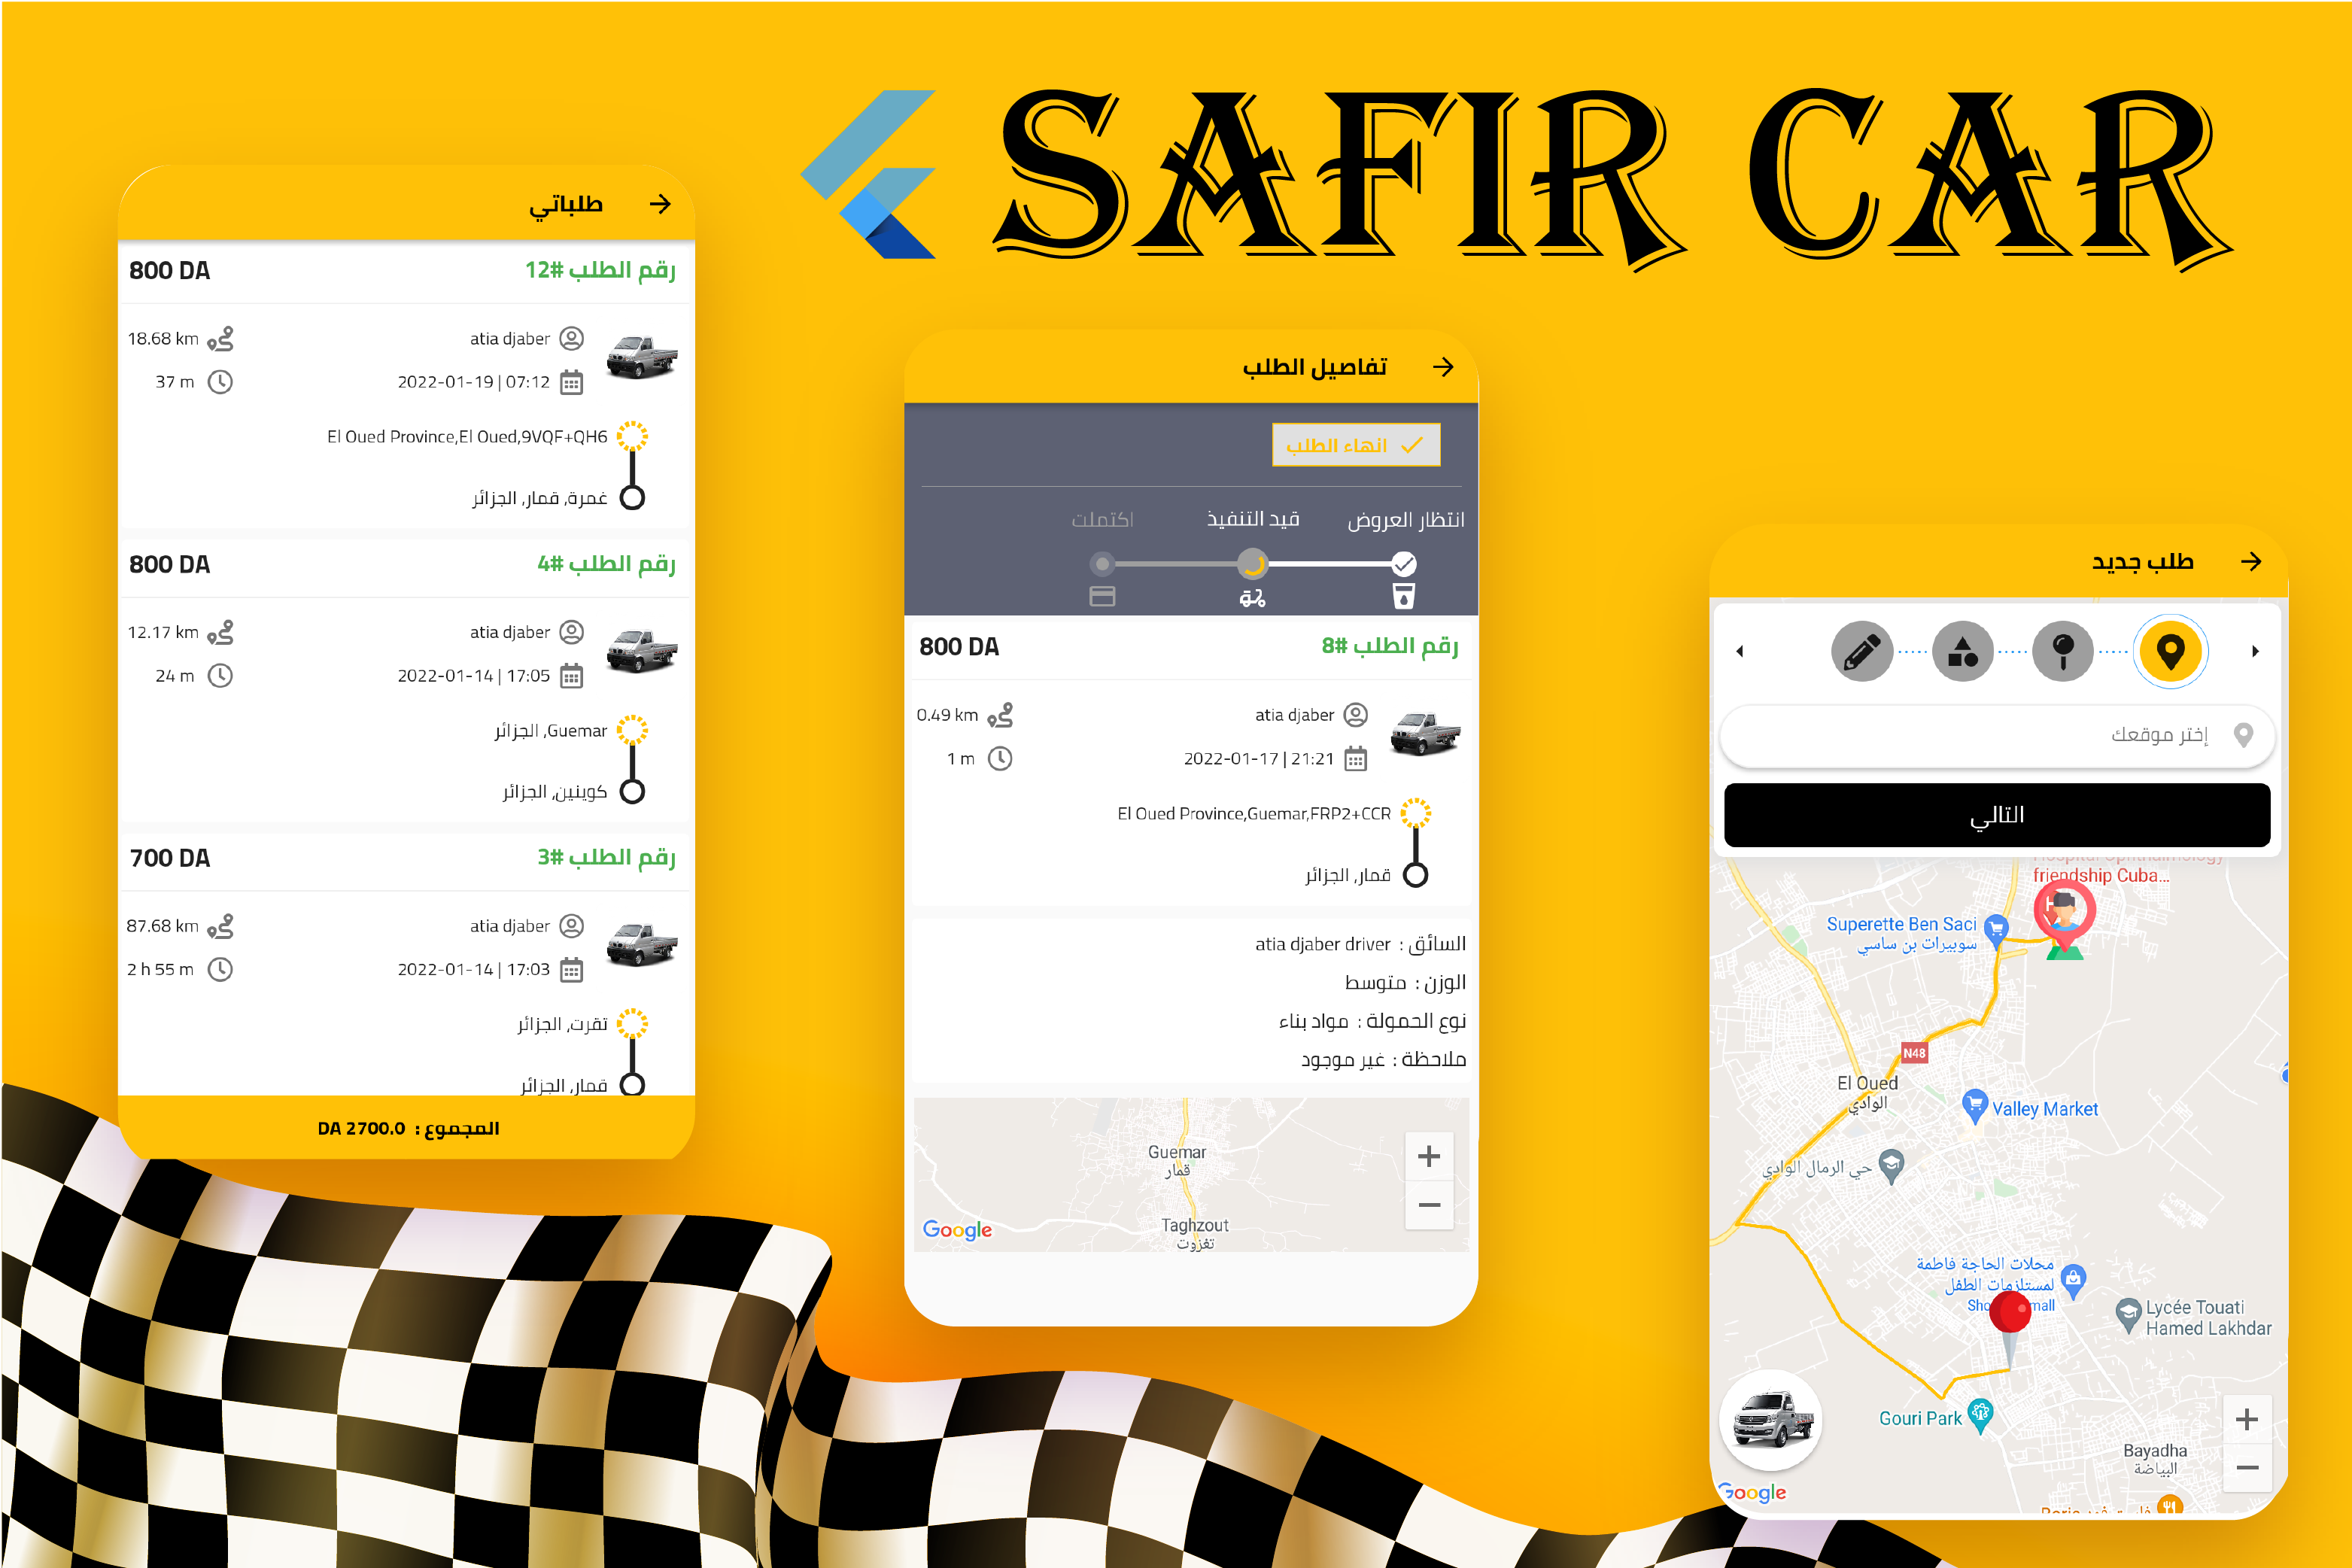 SAFIR CAR
طلباتي
رقم الطلب #12
800 DA
atia djaber
18.68 km
2022-01-19 | 07:12
37 m
El Oued Province,El Oued,9VQF+QH6
غمرة, قمار, الجزائر
رقم الطلب #4
800 DA
atia djaber
12.17 km
2022-01-14 | 17:05
24 m
Guemar, الجزائر
كوينين, الجزائر
رقم الطلب #3
700 DA
atia djaber
87.68 km
2022-01-14 | 17:03
2 h 55 m
تقرت, الجزائر
قمار, الجزائر
المجموع : DA 2700.0
تفاصيل الطلب
انهاء الطلب
انتظار العروض
قيد التنفيذ
اكتملت
رقم الطلب #8
800 DA
atia djaber
0.49 km
2022-01-17 | 21:21
1 m
El Oued Province,Guemar,FRP2+CCR
قمار, الجزائر
السائق : atia djaber driver
الوزن : متوسط
نوع الحمولة : مواد بناء
ملاحظة : غير موجود
Guemar
قمار
Taghzout
تغزوت
Google
طلب جديد
إختر موقعك
التالي
Hospital Ophthalmology
friendship Cuba...
Superette Ben Saci
سوبيرات بن ساسي
N48
El Oued
الوادي
Valley Market
حي الرمال الوادي
محلات الحاجة فاطمة
لمستلزمات الطفل
mall
Lycée Touati
Hamed Lakhdar
Gouri Park
Bayadha
البياضة
Google